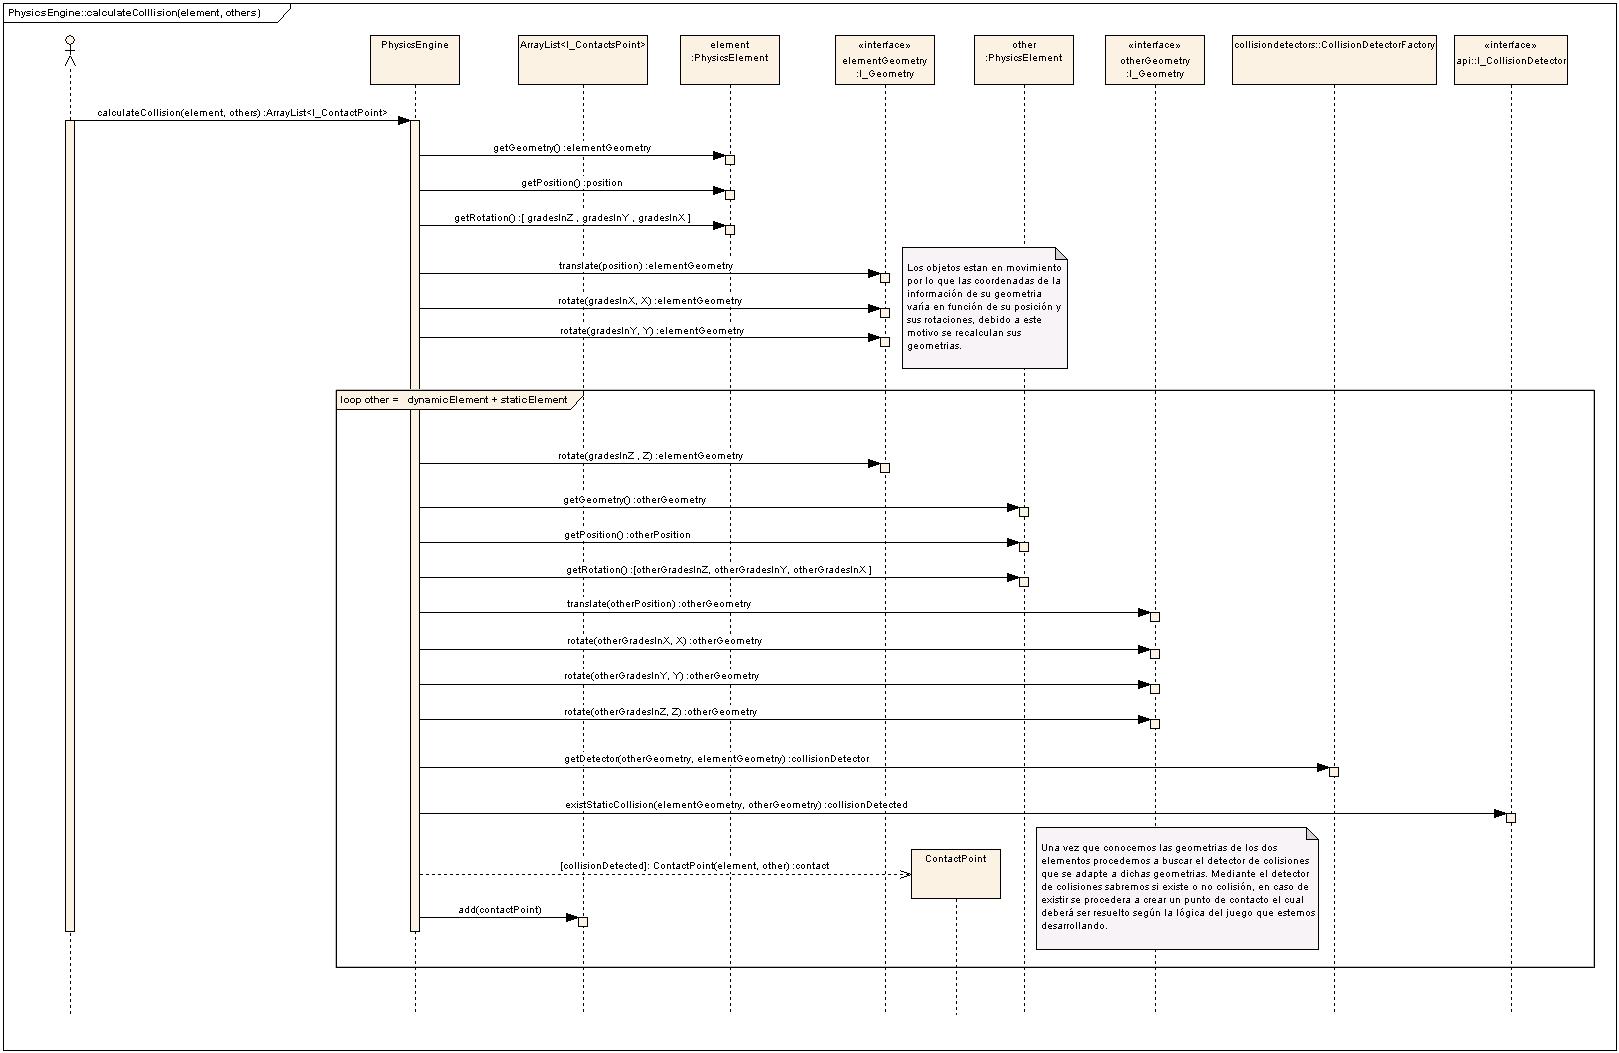 PhysicsEngine::calculateColllision(element, others)
PhysicsEngine
ArrayList<I_ContactsPoint>
element
:PhysicsElement
«interface»
elementGeometry
:I_Geometry
other
:PhysicsElement
«interface»
otherGeometry
:I_Geometry
collisiondetectors::CollisionDetectorFactory
«interface»
api::I_CollisionDetector
calculateCollision(element, others) :ArrayList<I_ContactPoint>
getGeometry() :elementGeometry
getPosition() :position
getRotation() :[ gradesInZ , gradesInY , gradesInX ]
translate(position) :elementGeometry
rotate(gradesInX, X) :elementGeometry
rotate(gradesInY, Y) :elementGeometry
Los objetos estan en movimiento
por lo que las coordenadas de la
información de su geometria
varía en función de su posición y
sus rotaciones, debido a este
motivo se recalculan sus
geometrias.
loop other =   dynamicElement + staticElement
rotate(gradesInZ , Z) :elementGeometry
getGeometry() :otherGeometry
getPosition() :otherPosition
getRotation() :[otherGradesInZ, otherGradesInY, otherGradesInX ]
translate(otherPosition) :otherGeometry
rotate(otherGradesInX, X) :otherGeometry
rotate(otherGradesInY, Y) :otherGeometry
rotate(otherGradesInZ, Z) :otherGeometry
getDetector(otherGeometry, elementGeometry) :collisionDetector
existStaticCollision(elementGeometry, otherGeometry) :collisionDetected
[collisionDetected]: ContactPoint(element, other) :contact
ContactPoint
add(contactPoint)
Una vez que conocemos las geometrias de los dos
elementos procedemos a buscar el detector de colisiones
que se adapte a dichas geometrias. Mediante el detector
de colisiones sabremos si existe o no colisión, en caso de
existir se procedera a crear un punto de contacto el cual
deberá ser resuelto según la lógica del juego que estemos
desarrollando.